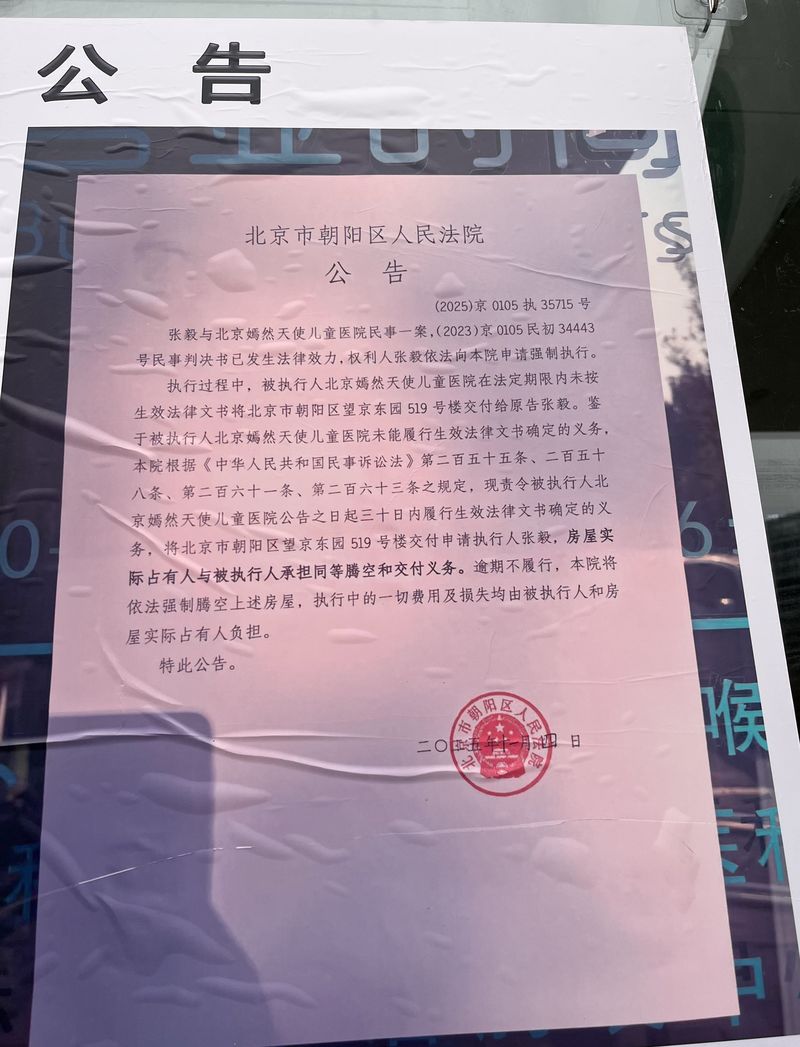 公 告
北京市朝阳区人民法院
公 告
(2025)京 0105 执 35715 号
张毅与北京嫣然天使儿童医院民事一案，(2023)京 0105 民初 34443
号民事判决书已发生法律效力，权利人张毅依法向本院申请强制执行。
执行过程中，被执行人北京嫣然天使儿童医院在法定期限内未按
生效法律文书将北京市朝阳区望京东园 519 号楼交付给原告张毅。鉴
于被执行人北京嫣然天使儿童医院未能履行生效法律文书确定的义务，
本院根据《中华人民共和国民事诉讼法》第二百五十五条、二百五十
八条、第二百六十一条、第二百六十三条之规定，现责令被执行人北
京嫣然天使儿童医院公告之日起三十日内履行生效法律文书确定的义
务，将北京市朝阳区望京东园 519 号楼交付申请执行人张毅，房屋实
际占有人与被执行人承担同等腾空和交付义务。逾期不履行，本院将
依法强制腾空上述房屋，执行中的一切费用及损失均由被执行人和房
屋实际占有人负担。
特此公告。
二〇二五年十一月四日
北京市朝阳区人民法院
喉